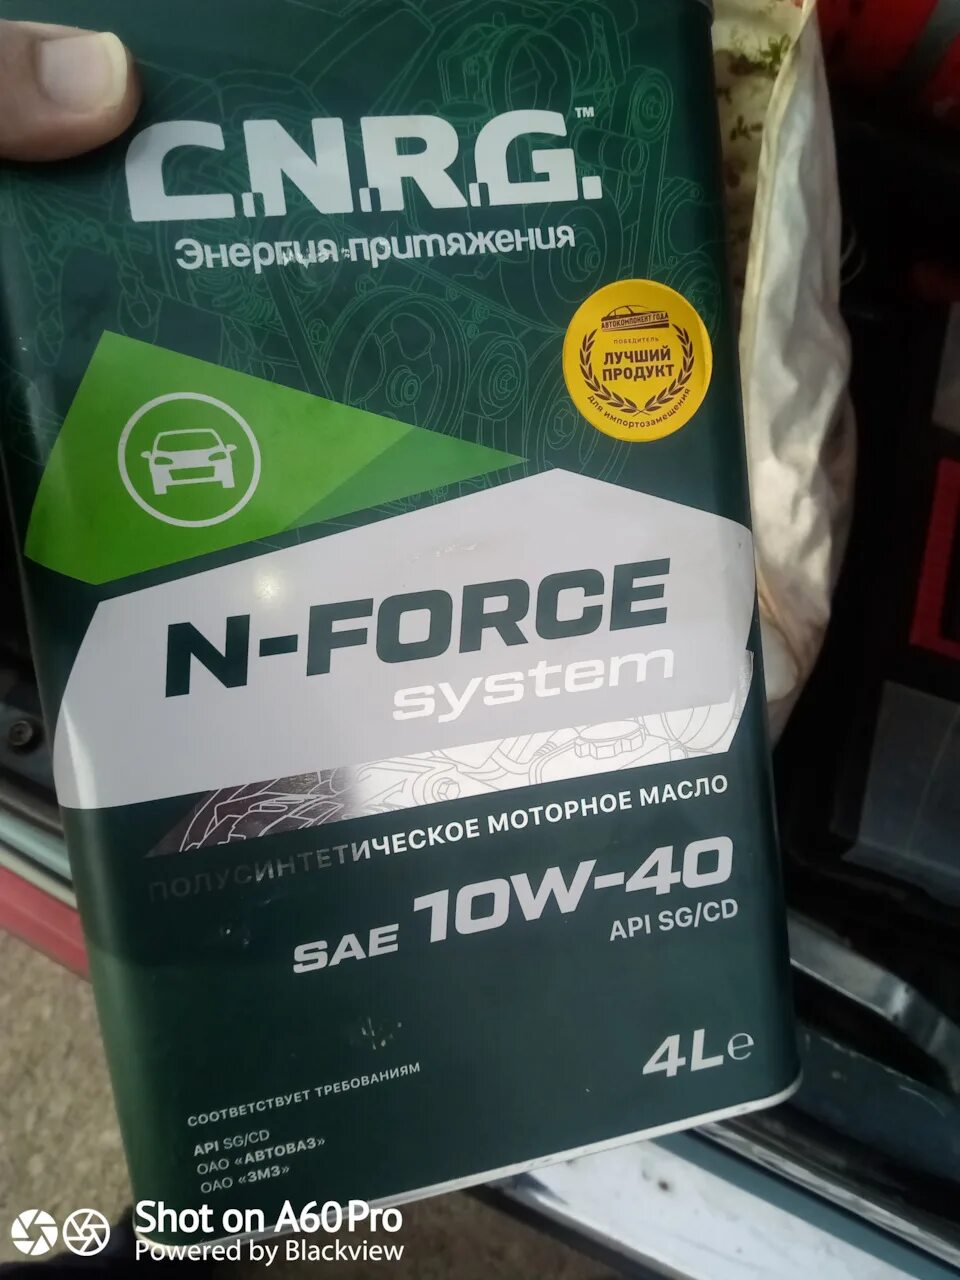 C.N.R.G.™
Энергия притяжения
АВТОКОМПОНЕНТ ГОДА
ПОБЕДИТЕЛЬ
ЛУЧШИЙ
ПРОДУКТ
для импортозамещения
N-FORCE
system
ПОЛУСИНТЕТИЧЕСКОЕ МОТОРНОЕ МАСЛО
SAE 10W-40
API SG/CD
4L e
СООТВЕТСТВУЕТ ТРЕБОВАНИЯМ
API SG/CD
ОАО «АВТОВАЗ»
ОАО «ЗМЗ»
Shot on A60 Pro
Powered by Blackview